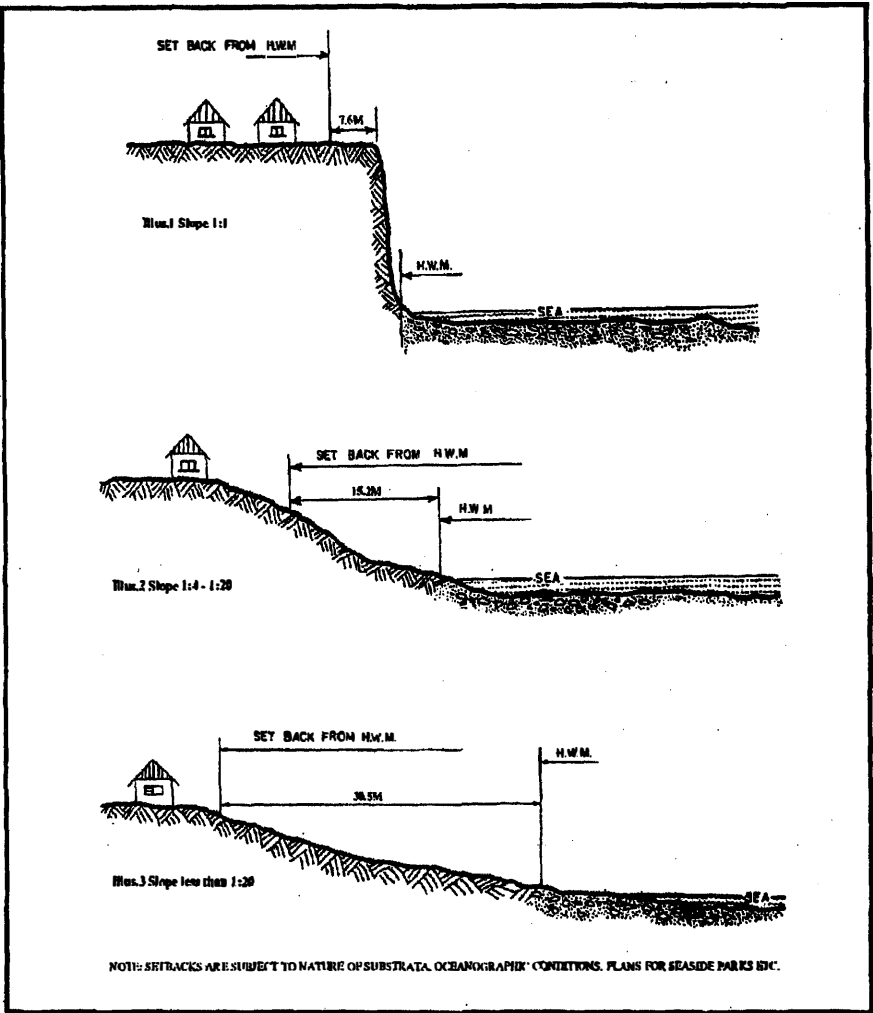 SET BACK FROM H.W.M
7.6M
Illus.1 Slope 1:1
H.W.M.
SEA
SET BACK FROM H.W.M
15.2M
H.W.M
Illus.2 Slope 1:4 - 1:20
SEA
SET BACK FROM H.W.M.
H.W.M.
30.5M
Illus.3 Slope less than 1:20
SEA
NOTE: SETBACKS ARE SUBJECT TO NATURE OF SUBSTRATA. OCEANOGRAPHIC CONDITIONS. PLANS FOR SEASIDE PARKS ETC.